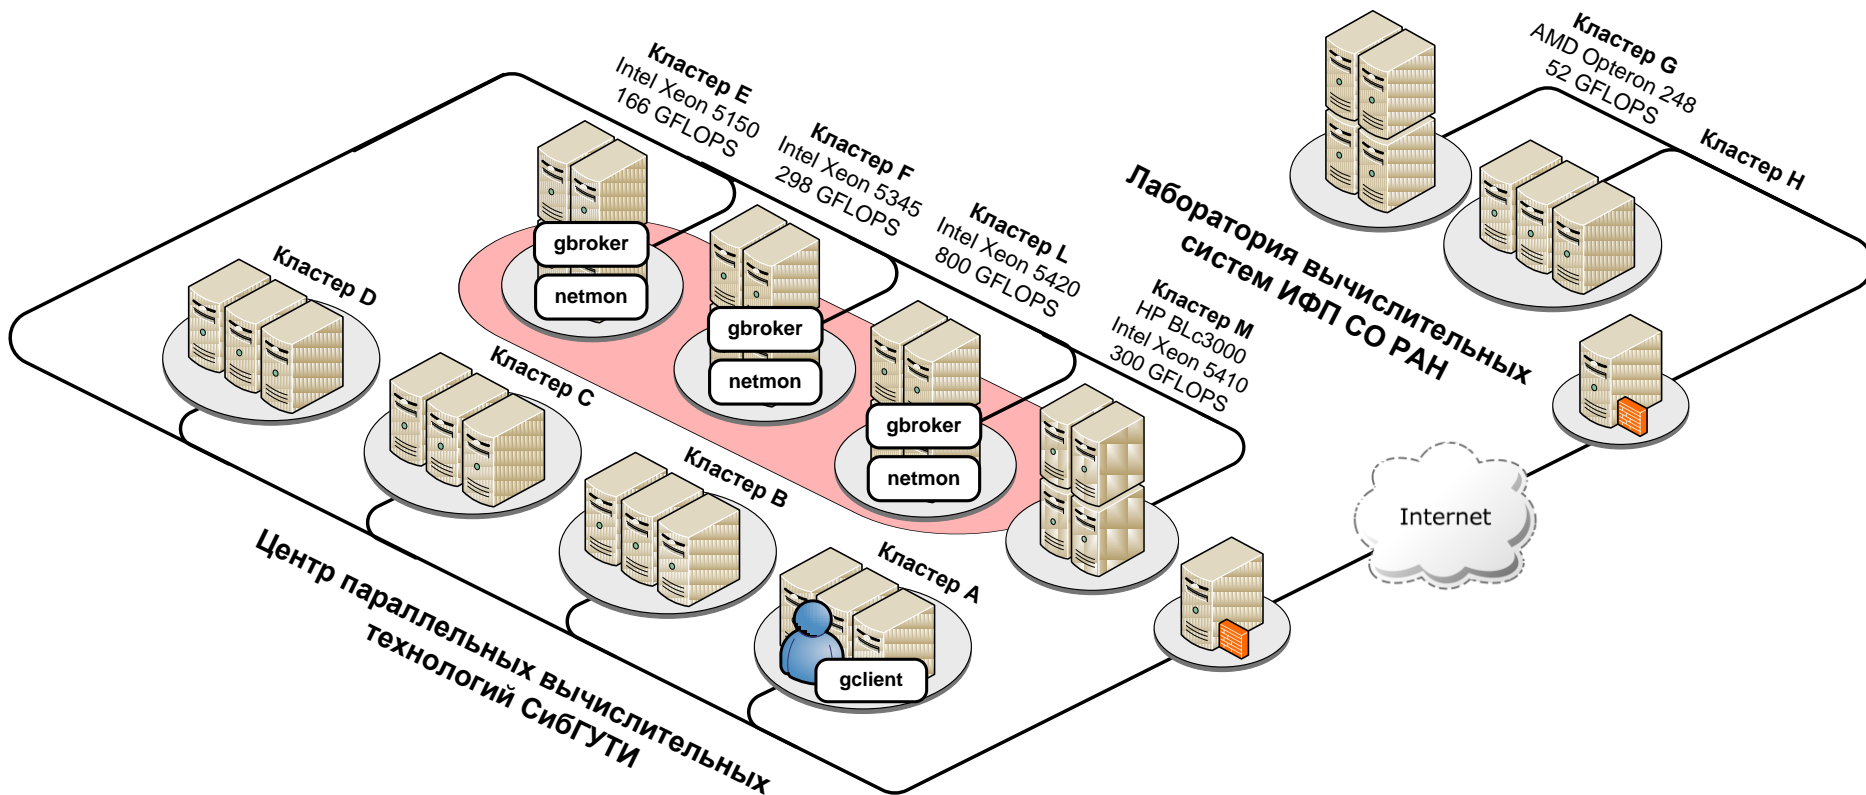 Кластер E
Intel Xeon 5150
166 GFLOPS
Кластер F
Intel Xeon 5345
298 GFLOPS
Кластер L
Intel Xeon 5420
800 GFLOPS
Кластер M
HP BLc3000
Intel Xeon 5410
300 GFLOPS
Кластер G
AMD Opteron 248
52 GFLOPS
Кластер H
Лаборатория вычислительных
систем ИФП СО РАН
gbroker
netmon
gbroker
netmon
gbroker
netmon
Кластер D
Кластер C
Кластер B
Кластер A
gclient
Internet
Центр параллельных вычислительных
технологий СибГУТИ